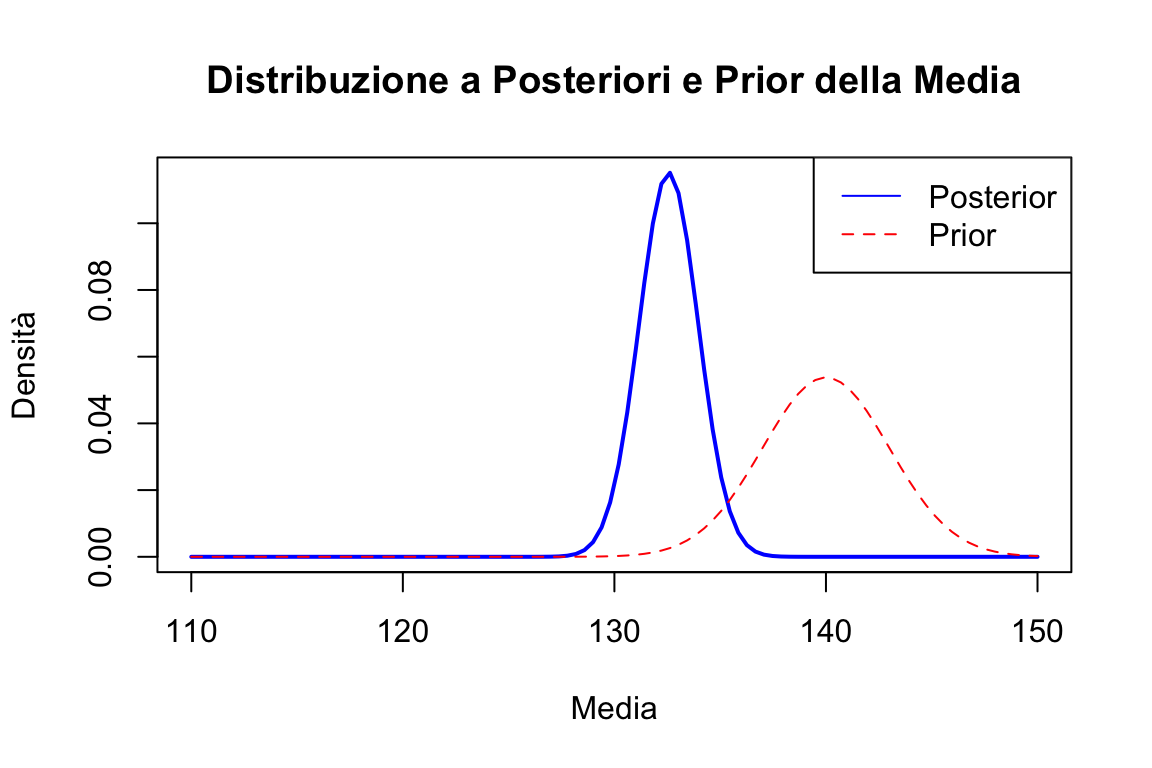 Distribuzione a Posteriori e Prior della Media
Posterior
Prior
Densità
0.08
0.04
0.00
110 120 130 140 150
Media